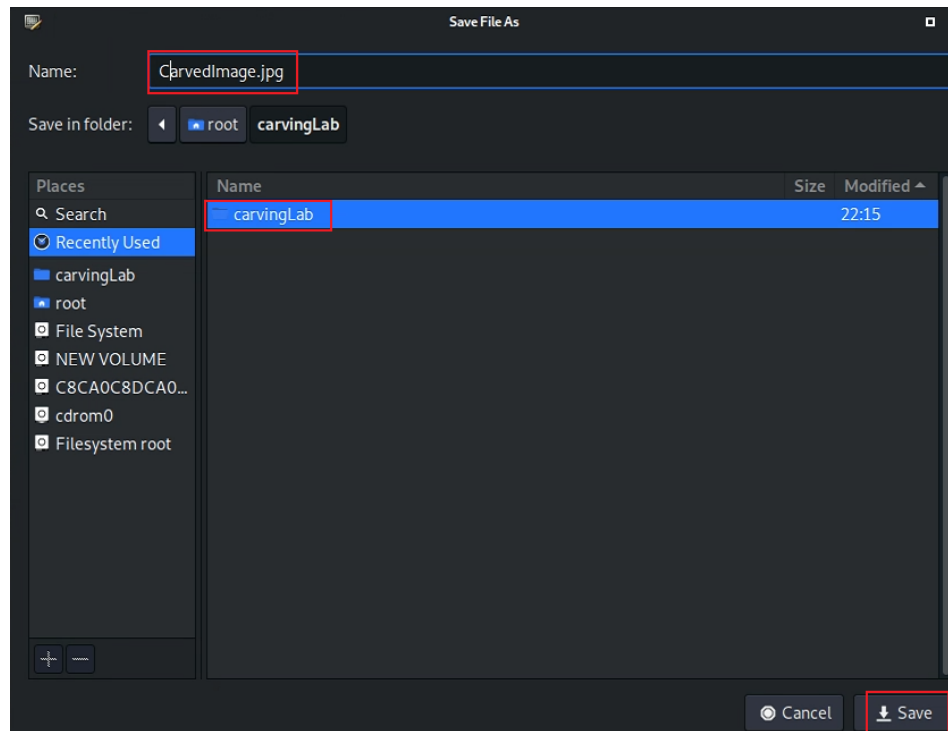 Save File As
Name: CarvedImage.jpg
Save in folder: root carvingLab
Places
Search
Recently Used
carvingLab
root
File System
NEW VOLUME
C8CA0C8DCA0...
cdrom0
Filesystem root
Name Size Modified
carvingLab 22:15
Cancel Save